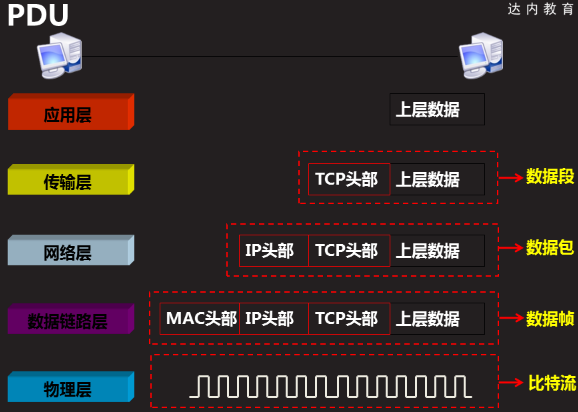 PDU
达内教育
应用层
上层数据
传输层
TCP头部 上层数据
数据段
网络层
IP头部 TCP头部 上层数据
数据包
数据链路层
MAC头部 IP头部 TCP头部 上层数据
数据帧
物理层
比特流